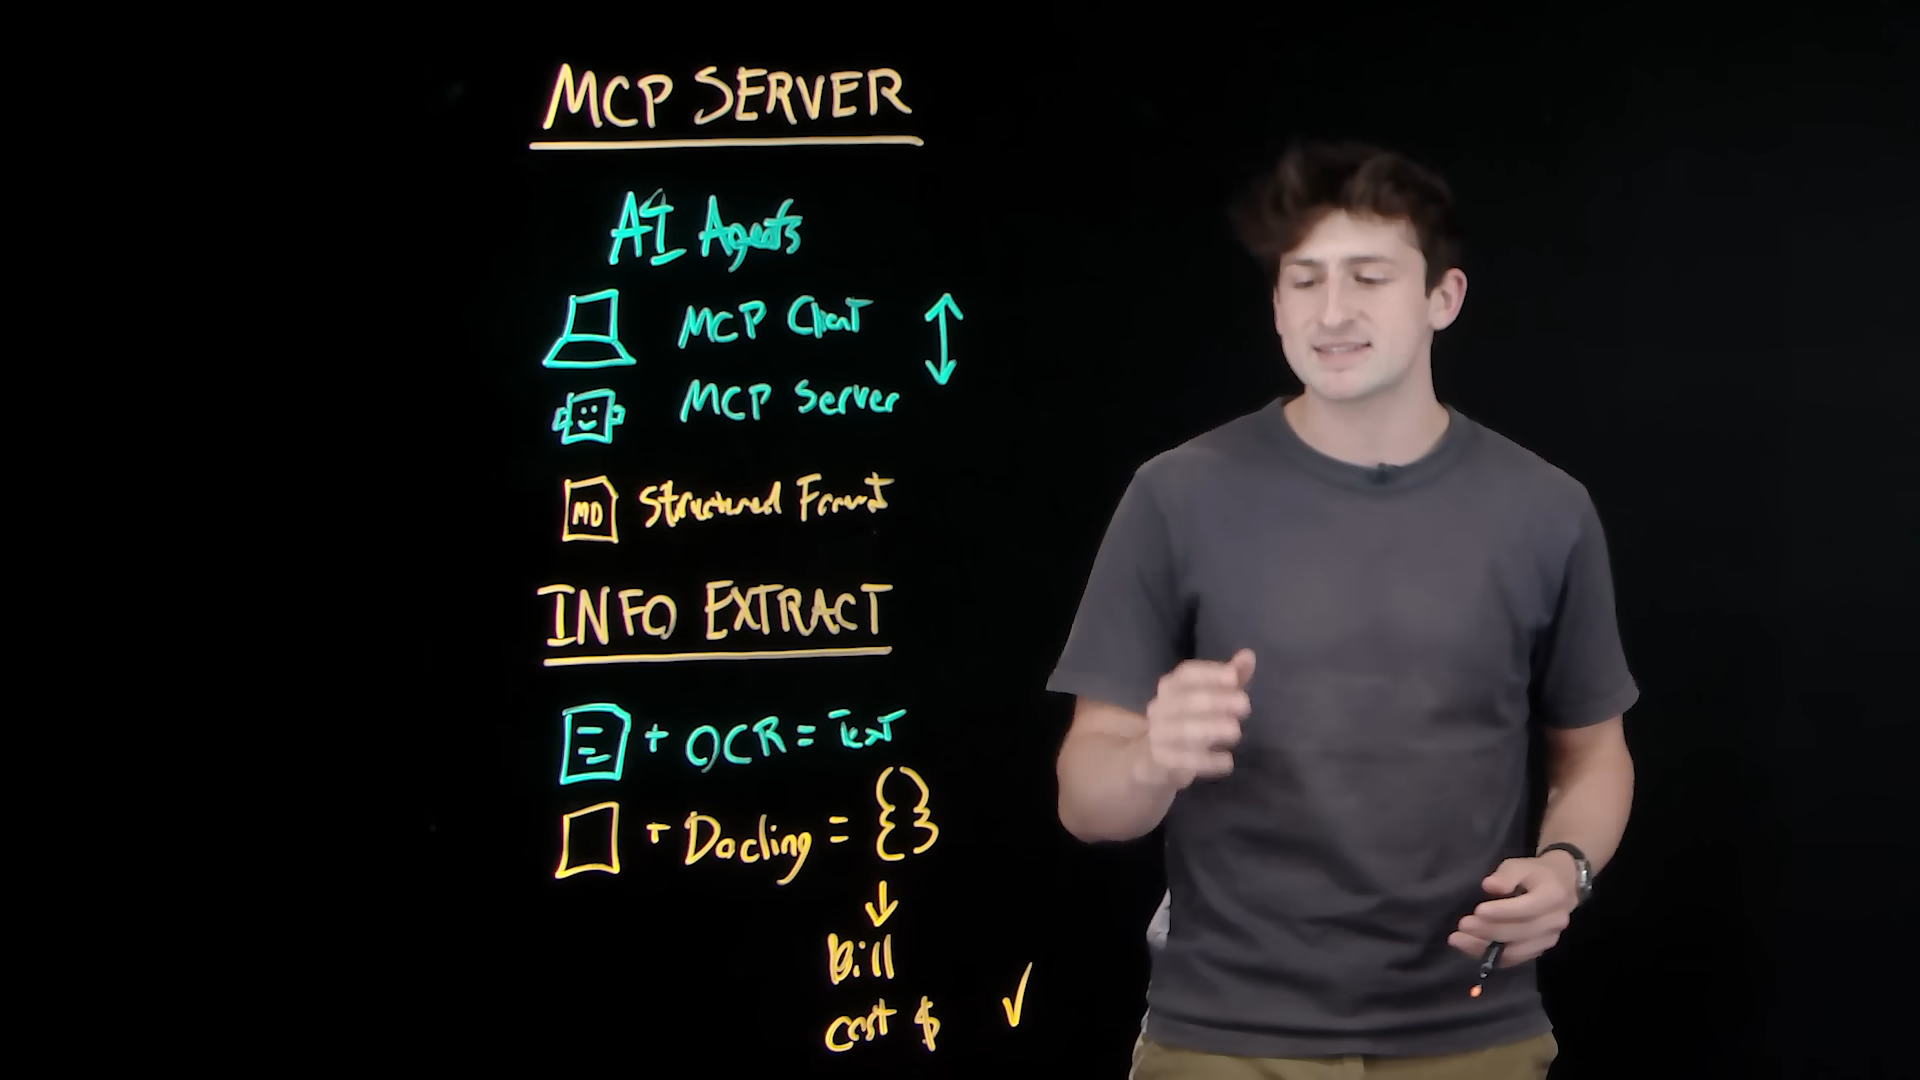 MCP SERVER
AI Agents
MCP Client
MCP Server
MD Structured Format
INFO EXTRACT
+ OCR = Text
+ Docling = {}
Bill
cost $ ✓